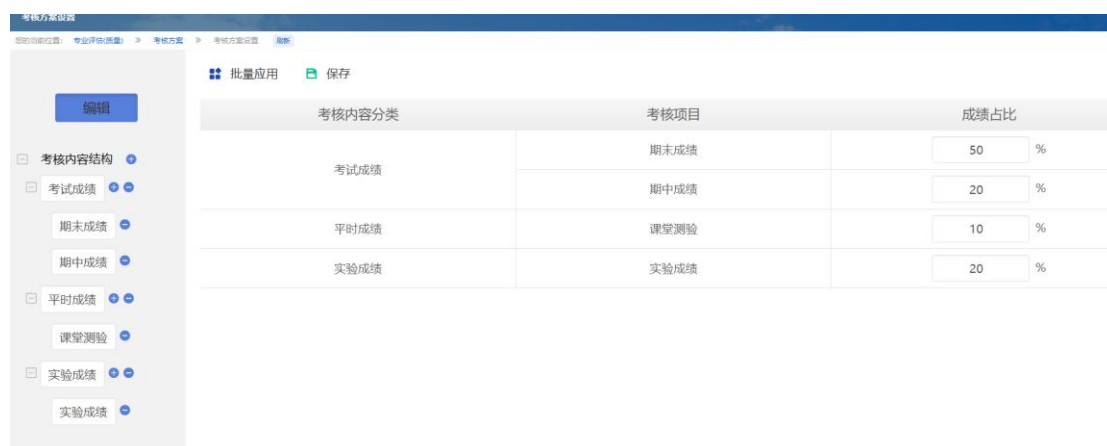 考核方案设置
您的当前位置: 专业评估(质量) » 考核方案 » 考核方案设置 刷新
批量应用 保存
编辑
考核内容结构
考试成绩
期末成绩
期中成绩
平时成绩
课堂测验
实验成绩
实验成绩
考核内容分类 考核项目 成绩占比
考试成绩 期末成绩 50 %
期中成绩 20 %
平时成绩 课堂测验 10 %
实验成绩 实验成绩 20 %